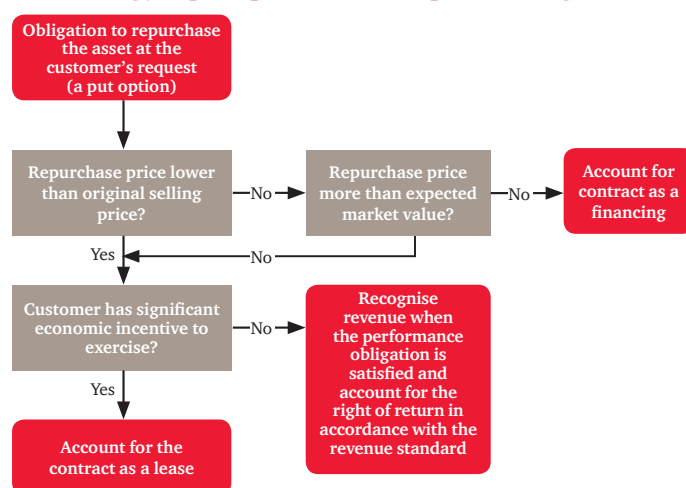 Obligation to repurchase
the asset at the
customer's request
(a put option)
Repurchase price lower
than original selling
price?
No
Repurchase price
more than expected
market value?
No
Account for
contract as a
financing
Yes
No
Customer has significant
economic incentive to
exercise?
No
Recognise
revenue when
the performance
obligation is
satisfied and
account for the
right of return in
accordance with the
revenue standard
Yes
Account for the
contract as a lease